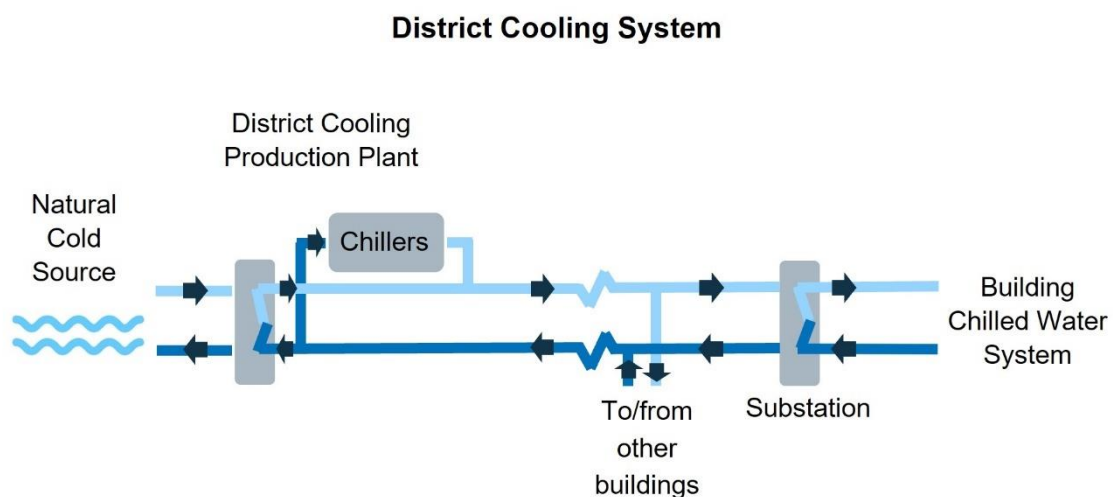 District Cooling System
District Cooling
Production Plant
Natural
Cold
Source
Chillers
Building
Chilled Water
System
To/from
other
buildings
Substation